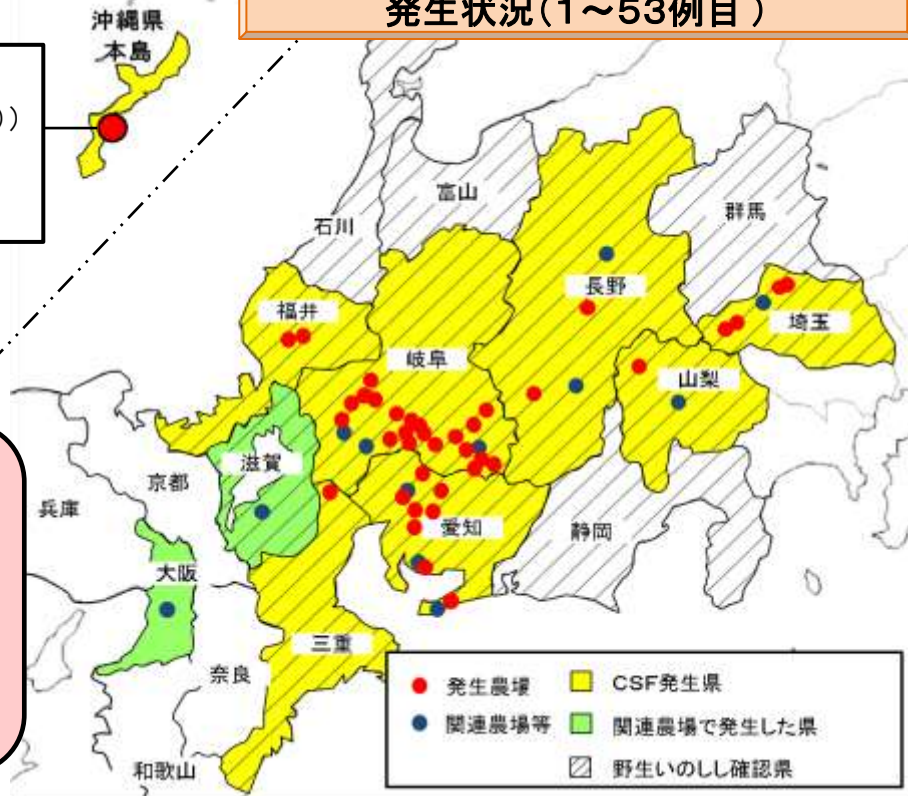 発生状況(1~53例目)
沖縄県
本島
))
富山
群馬
石川
長野
福井
埼玉
岐阜
山梨
滋賀
京都
兵庫
愛知
静岡
大阪
三重
奈良
和歌山
発生農場
CSF発生県
関連農場等
関連農場で発生した県
野生いのしし確認県